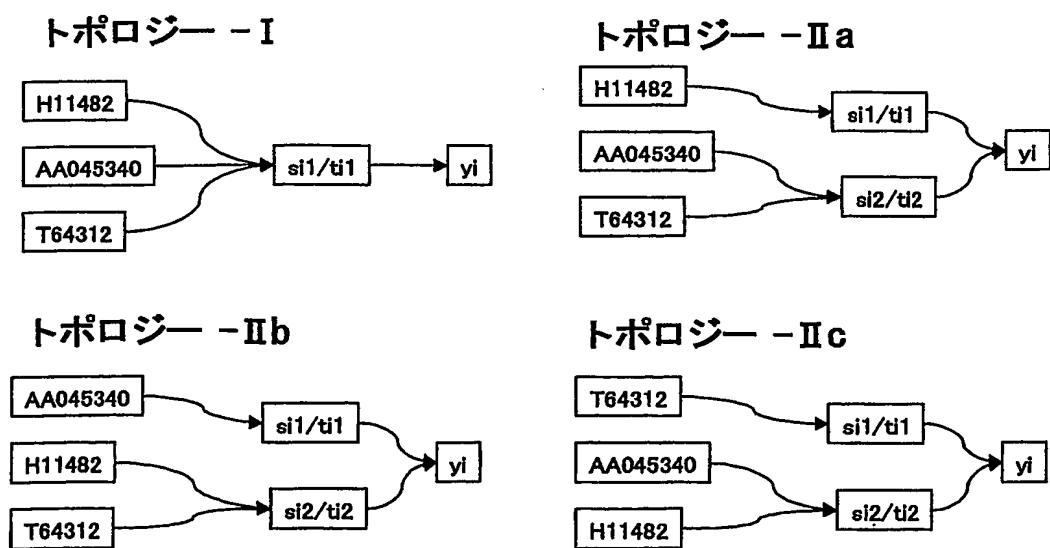 トポロジー -Ⅰ
H11482
AA045340
T64312
si1/ti1
yi
トポロジー -Ⅱa
H11482
AA045340
T64312
si1/ti1
si2/ti2
yi
トポロジー -Ⅱb
AA045340
H11482
T64312
si1/ti1
si2/ti2
yi
トポロジー -Ⅱc
T64312
AA045340
H11482
si1/ti1
si2/ti2
yi